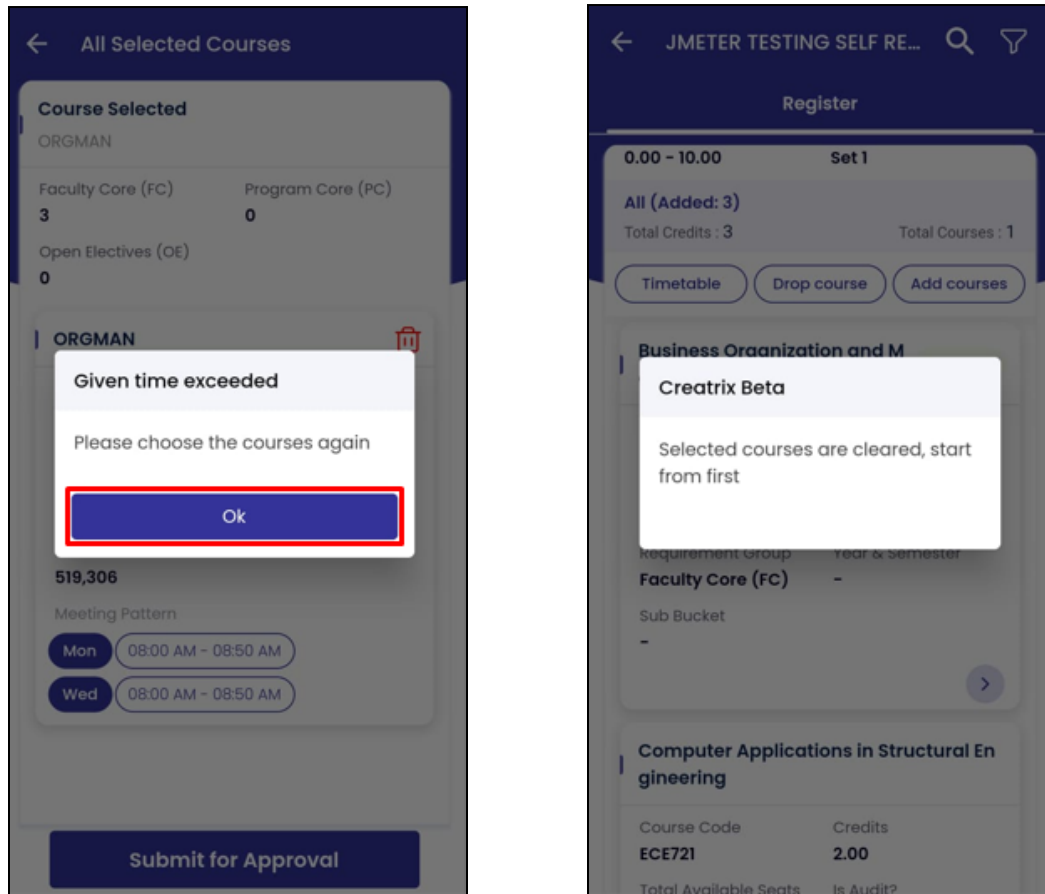 All Selected Courses
Course Selected
ORGMAN
Faculty Core (FC)
Program Core (PC)
3
0
Open Electives (OE)
0
ORGMAN
Given time exceeded
Please choose the courses again
Ok
519,306
Meeting Pattern
Mon
08:00 AM - 08:50 AM
Wed
08:00 AM - 08:50 AM
Submit for Approval
JMETER TESTING SELF RE...
Register
0.00 - 10.00
Set 1
All (Added: 3)
Total Credits : 3
Total Courses : 1
Timetable
Drop course
Add courses
Business Organization and M
Creatrix Beta
Selected courses are cleared, start
from first
Requirement Group
Year & Semester
Faculty Core (FC)
-
Sub Bucket
-
Computer Applications in Structural En
gineering
Course Code
Credits
ECE721
2.00
Total Available Seats
Is Audit?